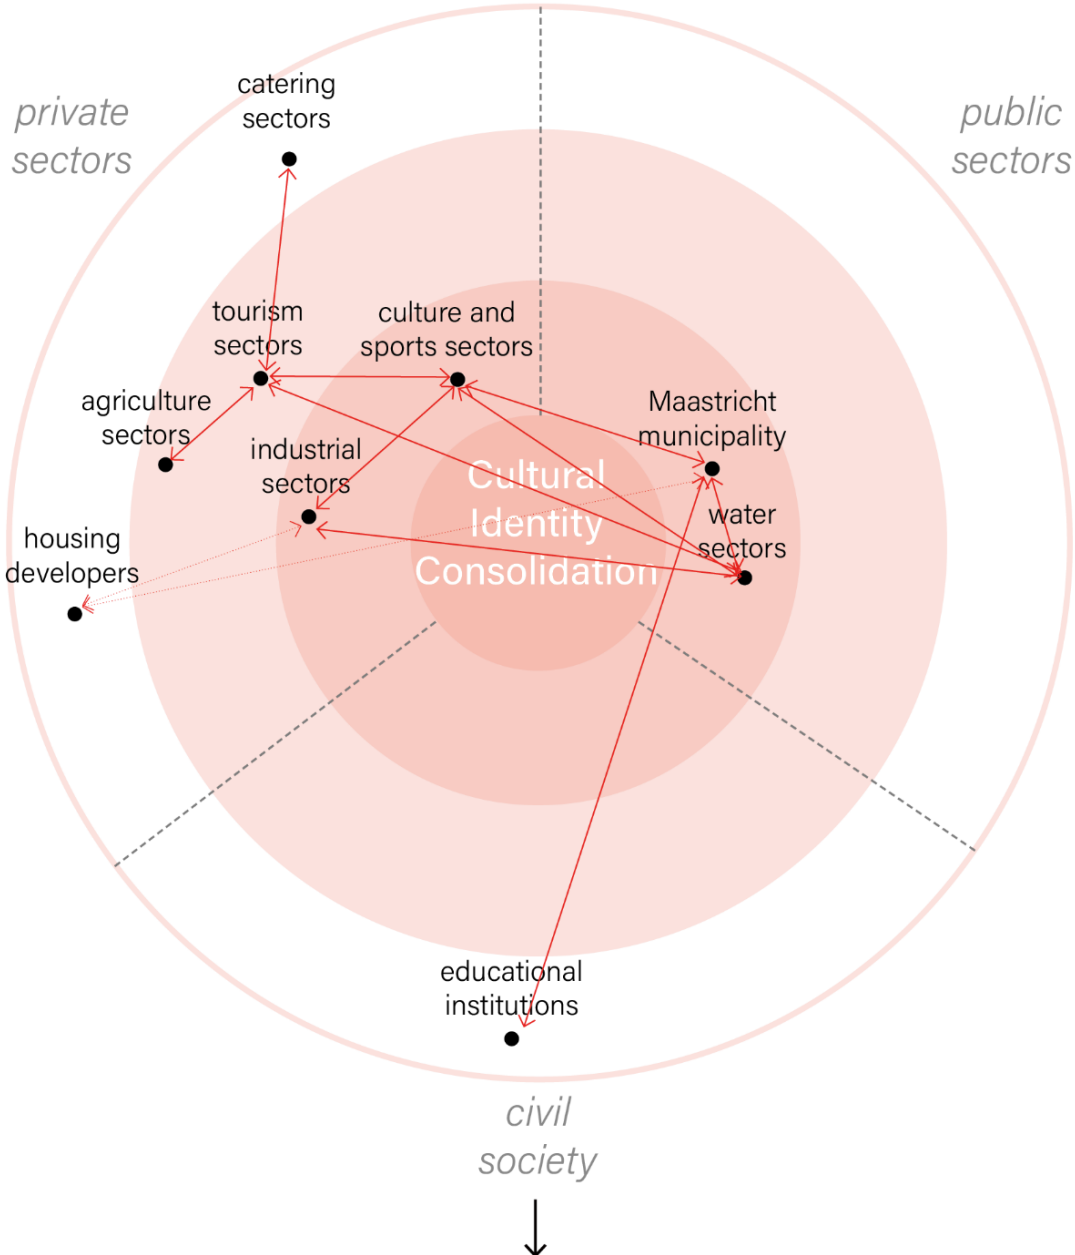 catering
sectors
private
sectors
public
sectors
tourism
sectors
culture and
sports sectors
agriculture
sectors
Maastricht
municipality
industrial
sectors
Cultural
Identity
Consolidation
water
sectors
housing
developers
educational
institutions
civil
society